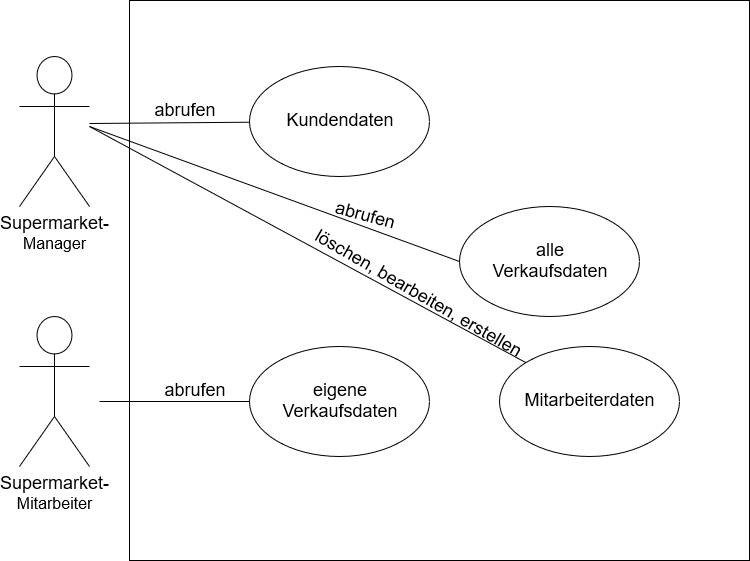 abrufen
Kundendaten
Supermarket-
Manager
abrufen
alle
Verkaufsdaten
löschen, bearbeiten, erstellen
abrufen
eigene
Verkaufsdaten
Mitarbeiterdaten
Supermarket-
Mitarbeiter